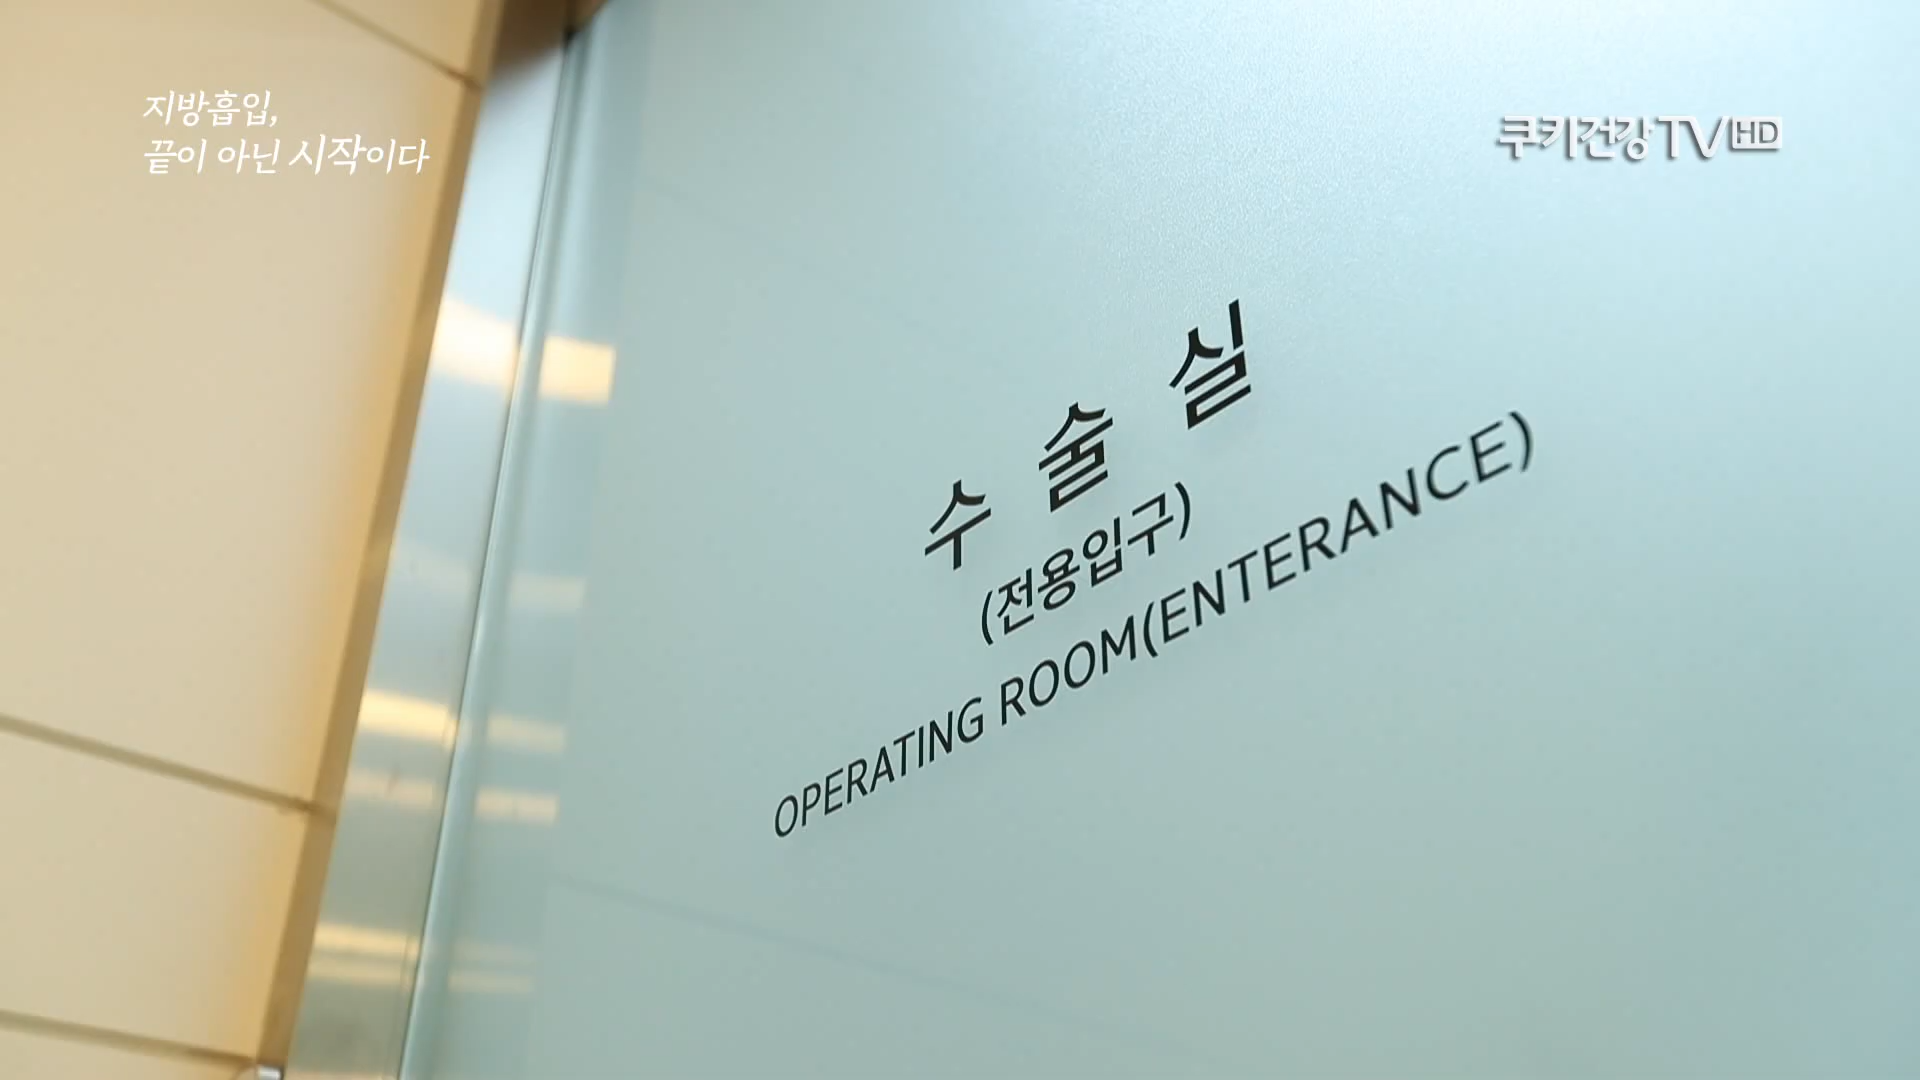 지방흡입,
끝이 아닌 시작이다
쿠키건강TV HD
수술실
(전용입구)
OPERATING ROOM(ENTERANCE)